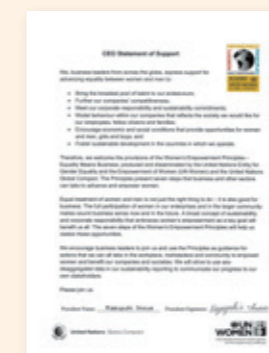 CEO Statement of Support
We, business leaders from across the globe, express support for
advancing equality between women and men to:
Bring the broadest pool of talent to our endeavours;
Further our companies' competitiveness;
Meet our corporate responsibility and sustainability commitments;
Model behaviour within our companies that reflects the society we would like for
our employees, fellow citizens and families;
Encourage economic and social conditions that provide opportunities for women
and men, girls and boys; and
Foster sustainable development in the countries in which we operate.
Therefore, we welcome the provisions of the Women's Empowerment Principles –
Equality Means Business, produced and disseminated by the United Nations Entity for
Gender Equality and the Empowerment of Women (UN Women) and the United Nations
Global Compact. The Principles present seven steps that business and other sectors
can take to advance and empower women.
Equal treatment of women and men is not just the right thing to do – it is also good for
business. The full participation of women in our enterprises and in the larger community
makes sound business sense now and in the future. A broad concept of sustainability
and corporate responsibility that embraces women's empowerment as a key goal will
benefit us all. The seven steps of the Women's Empowerment Principles will help us
realize these opportunities.
We encourage business leaders to join us and use the Principles as guidance for
actions that we can all take in the workplace, marketplace and community to empower
women and benefit our companies and societies. We will strive to use sex-
disaggregated data in our sustainability reporting to communicate our progress to our
own stakeholders.
Please join us.
President Name: President Signature:
United Nations Global Compact
UN
WOMEN